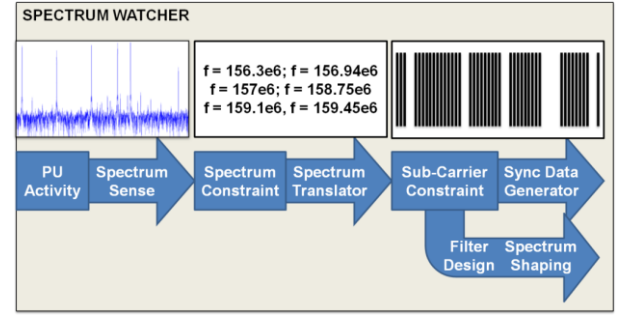 SPECTRUM WATCHER
f = 156.3e6; f = 156.94e6
f = 157e6; f = 158.75e6
f = 159.1e6, f = 159.45e6
PU
Activity
Spectrum
Sense
Spectrum
Constraint
Spectrum
Translator
Sub-Carrier
Constraint
Sync Data
Generator
Filter
Design
Spectrum
Shaping